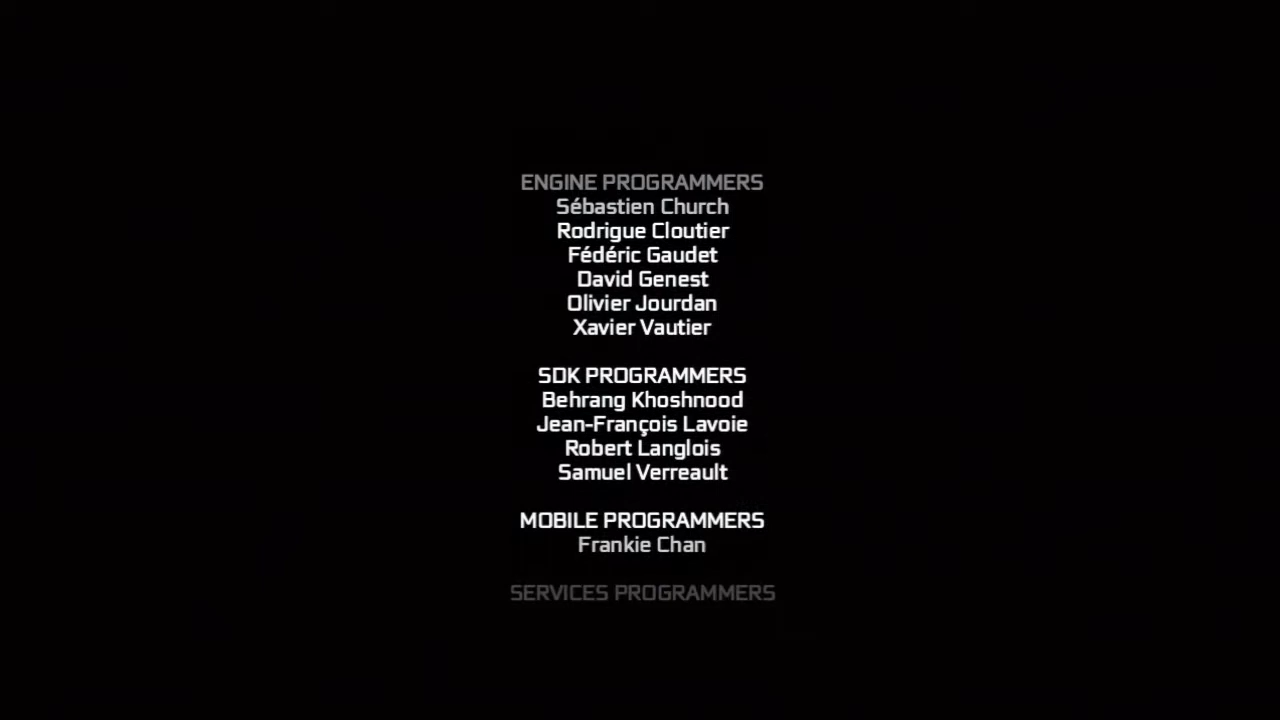 ENGINE PROGRAMMERS
Sébastien Church
Rodrigue Cloutier
Fédéric Gaudet
David Genest
Olivier Jourdan
Xavier Vautier
SDK PROGRAMMERS
Behrang Khoshnood
Jean-François Lavoie
Robert Langlois
Samuel Verreault
MOBILE PROGRAMMERS
Frankie Chan
SERVICES PROGRAMMERS